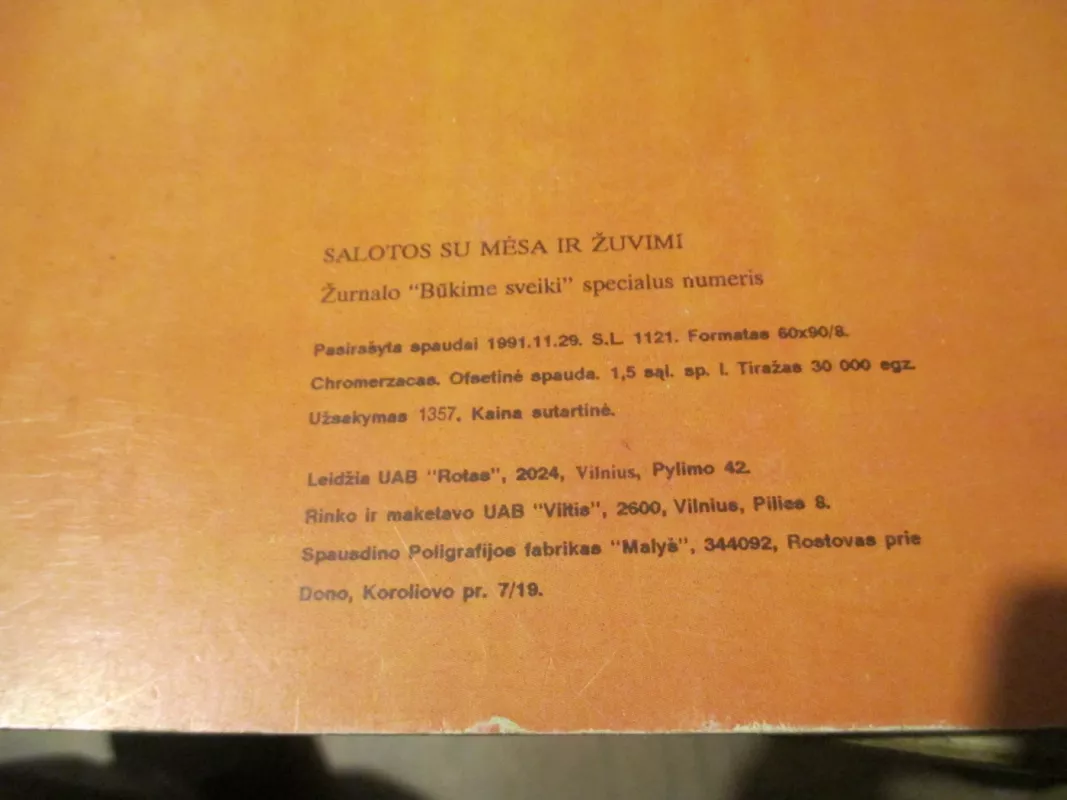 SALOTOS SU MĖSA IR ŽUVIMI
Žurnalo "Būkime sveiki" specialus numeris
Pasirašyta spaudai 1991.11.29. S.L. 1121. Formatas 60x90/8.
Chromerzacas. Ofsetinė spauda. 1,5 sąl. sp. l. Tiražas 30 000 egz.
Užsakymas 1357. Kaina sutartinė.
Leidžia UAB "Rotas", 2024, Vilnius, Pylimo 42.
Rinko ir maketavo UAB "Viltis", 2600, Vilnius, Pilies 8.
Spausdino Poligrafijos fabrikas "Malyš", 344092, Rostovas prie
Dono, Koroliovo pr. 7/19.